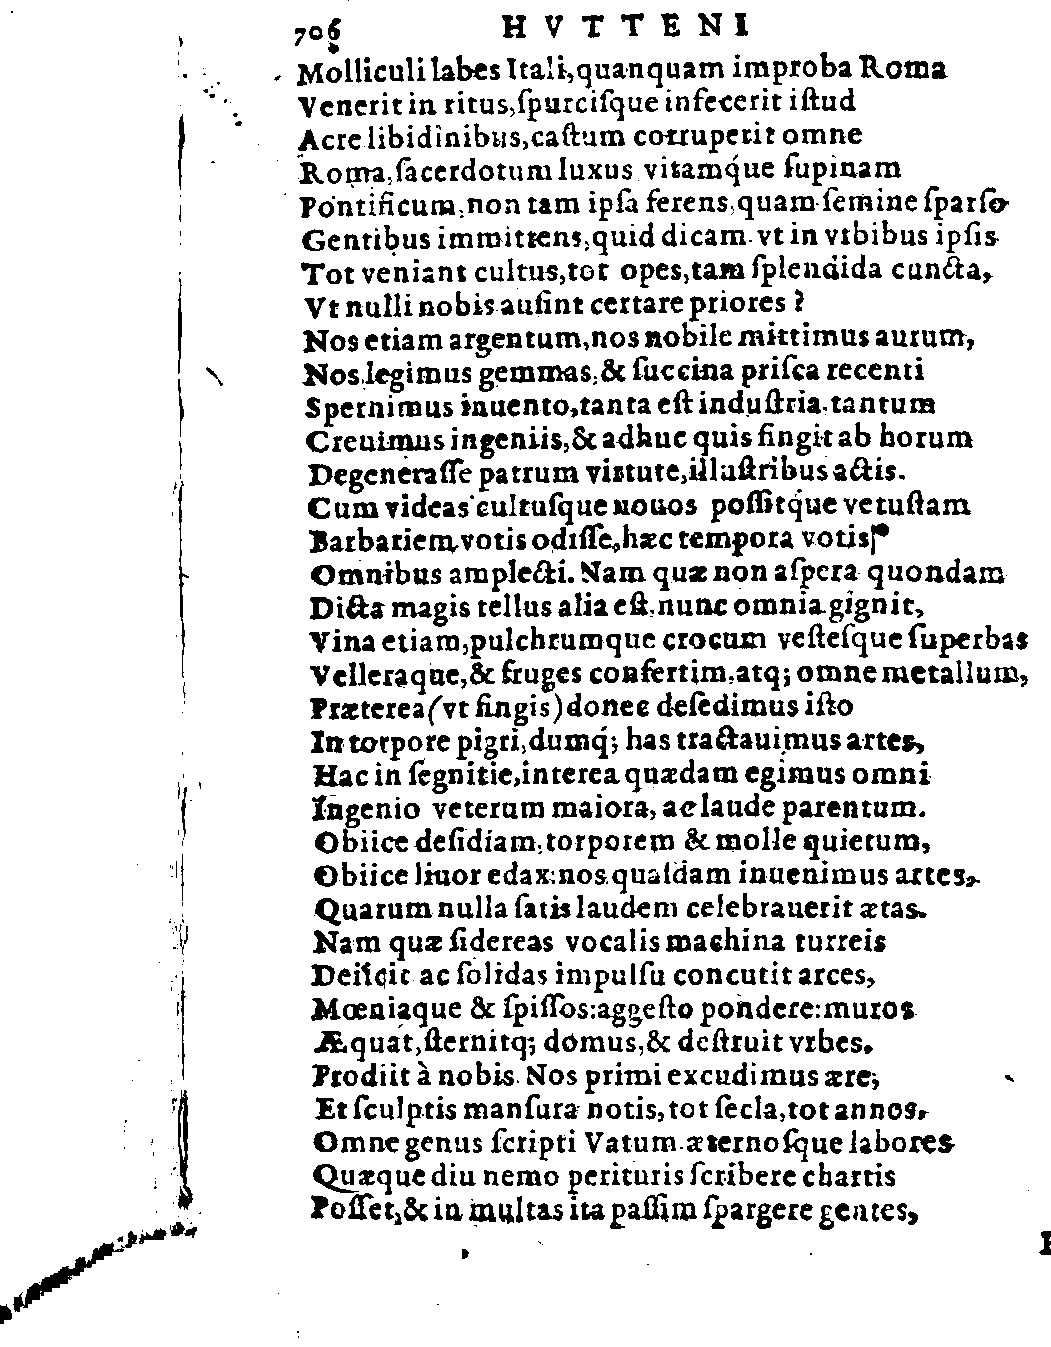 706 HVTTENI
Molliculi labes Itali, quanquam improba Roma
Venerit in ritus, ſpurciſque infecerit iſtud
Acre libidinibus, caſtum corruperit omne
Roma, ſacerdotum luxus vitamq́ue ſupinam
Pontificum, non tam ipſa ferens, quam ſemine ſparſo
Gentibus immittens, quid dicam vt in vrbibus ipſis
Tot veniant cultus, tot opes, tam ſplendida cuncta,
Vt nulli nobis auſint certare priores?
Nos etiam argentum, nos nobile mittimus aurum,
Nos legimus gemmas, & ſuccina priſca recenti
Spernimus inuento, tanta eſt induſtria, tantum
Creuimus ingeniis, & adhuc quis fingit ab horum
Degeneraſſe patrum virtute, illuſtribus actis.
Cum videas cultuſque nouos poſſitq́ue vetuſtam
Barbariem votis odiſſe, hæc tempora votis
Omnibus amplecti. Nam quæ non aſpera quondam
Dicta magis tellus alia eſt, nunc omnia gignit,
Vina etiam, pulchrumque crocum veſteſque ſuperbas
Velleraque, & fruges confertim, atq; omne metallum,
Præterea (vt fingis) donec deſedimus iſto
In torpore pigri, dumq́; has tractauimus artes,
Hac in ſegnitie, interea quædam egimus omni
Ingenio veterum maiora, ac laude parentum.
Obiice deſidiam, torporem & molle quietum,
Obiice liuor edax: nos quaſdam inuenimus artes,
Quarum nulla ſatis laudem celebrauerit ætas.
Nam quæ ſidereas vocalis machina turreis
Deiicit ac ſolidas impulſu concutit arces,
Mœniaque & ſpiſſos: aggeſto pondere: muros
Æquat, ſternitq; domus, & deſtruit vrbes.
Prodiit à nobis. Nos primi excudimus ære,
Et ſculptis manſura notis, tot ſecla, tot annos,
Omne genus ſcripti Vatum æternoſque labores
Quæque diu nemo perituris ſcribere chartis
Poſſet, & in multas ita paſſim ſpargere gentes,